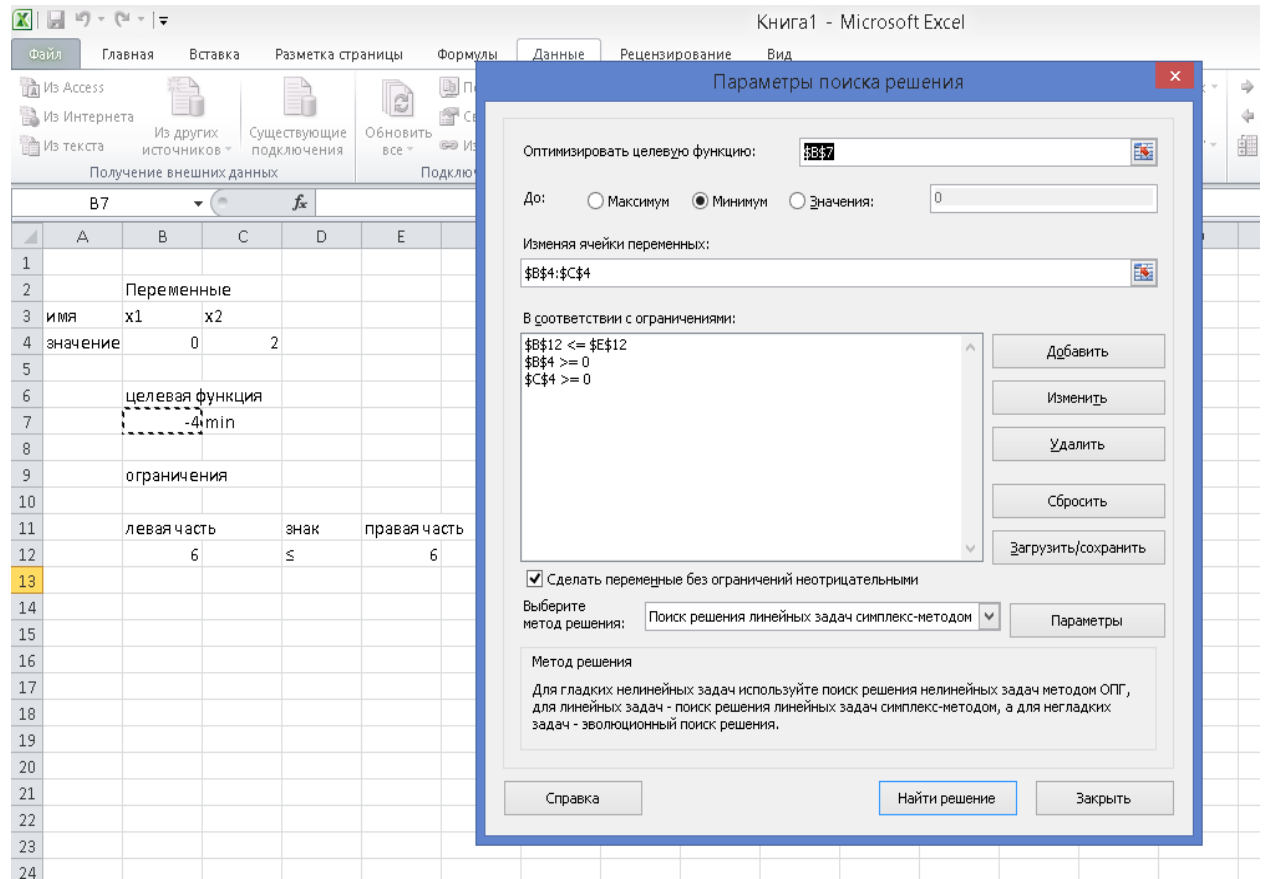 Книга1 - Microsoft Excel
Файл Главная Вставка Разметка страницы Формулы Данные Рецензирование Вид
Из Access
Из Интернета
Из текста
Из других источников
Существующие подключения
Обновить все
Получение внешних данных
B7 fx
A B C D E
1
2 Переменные
3 имя x1 x2
4 значение 0 2
5
6 целевая функция
7 -4 min
8
9 ограничения
10
11 левая часть знак правая часть
12 6 ≤ 6
13
14
15
16
17
18
19
20
21
22
23
24
Параметры поиска решения
Оптимизировать целевую функцию: $B$7
До: Максимум Минимум Значения: 0
Изменяя ячейки переменных:
$B$4:$C$4
В соответствии с ограничениями:
$B$12 <= $E$12
$B$4 >= 0
$C$4 >= 0
Добавить
Изменить
Удалить
Сбросить
Загрузить/сохранить
Сделать переменные без ограничений неотрицательными
Выберите
метод решения:
Поиск решения линейных задач симплекс-методом
Параметры
Метод решения
Для гладких нелинейных задач используйте поиск решения нелинейных задач методом ОПГ,
для линейных задач - поиск решения линейных задач симплекс-методом, а для негладких
задач - эволюционный поиск решения.
Справка Найти решение Закрыть